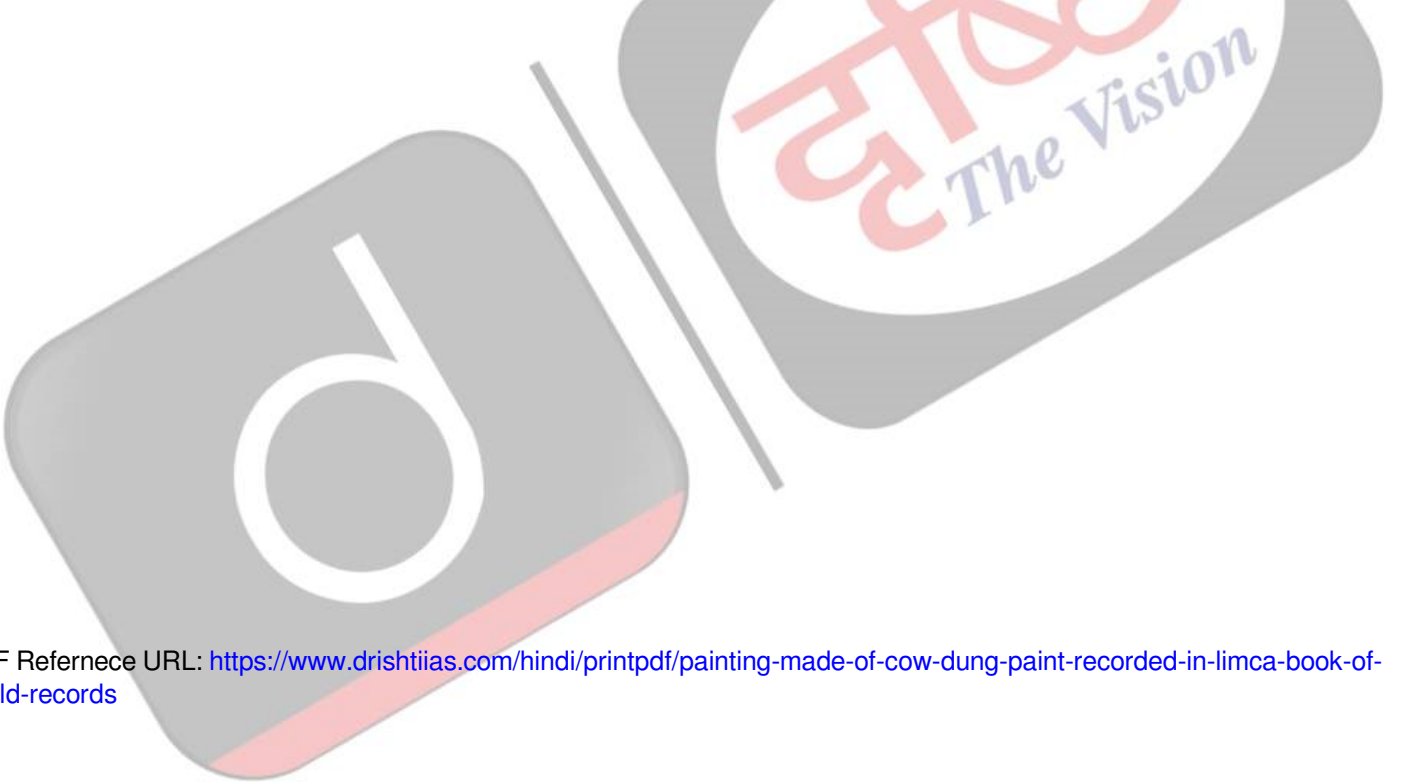 दृष्टि
The Vision
d
F Refernece URL: https://www.drishtiias.com/hindi/printpdf/painting-made-of-cow-dung-paint-recorded-in-limca-book-of-
ld-records